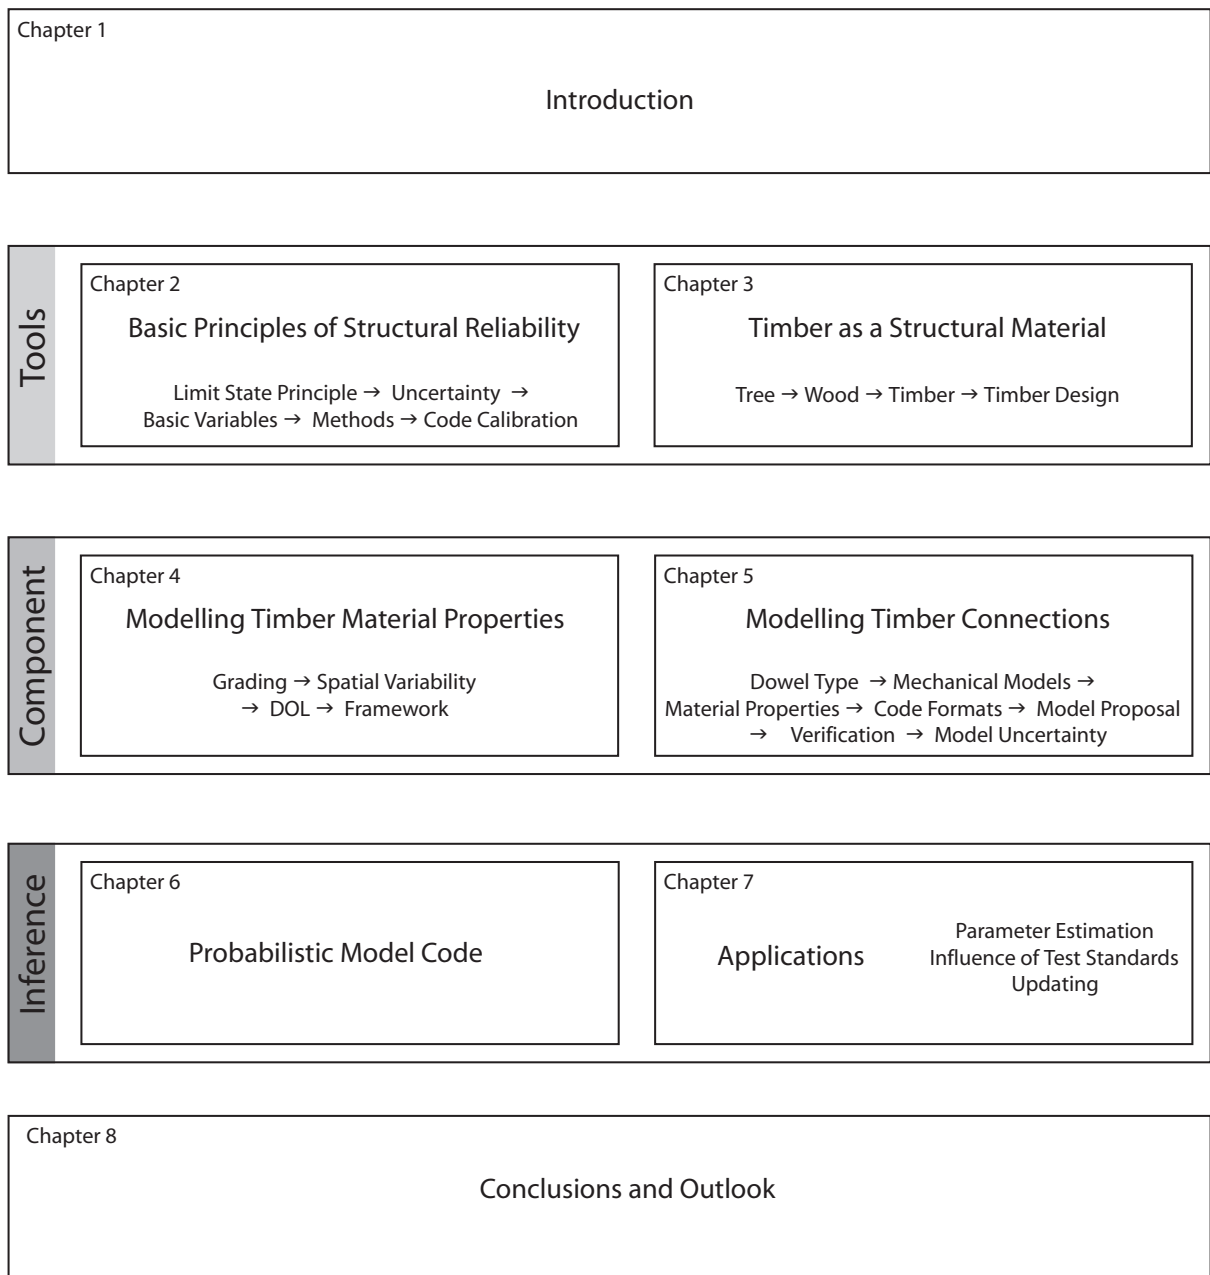 Chapter 1
Introduction
Tools
Chapter 2
Basic Principles of Structural Reliability
Limit State Principle → Uncertainty →
Basic Variables → Methods → Code Calibration
Chapter 3
Timber as a Structural Material
Tree → Wood → Timber → Timber Design
Component
Chapter 4
Modelling Timber Material Properties
Grading → Spatial Variability
→ DOL → Framework
Chapter 5
Modelling Timber Connections
Dowel Type → Mechanical Models →
Material Properties → Code Formats → Model Proposal
→ Verification → Model Uncertainty
Inference
Chapter 6
Probabilistic Model Code
Chapter 7
Applications
Parameter Estimation
Influence of Test Standards
Updating
Chapter 8
Conclusions and Outlook